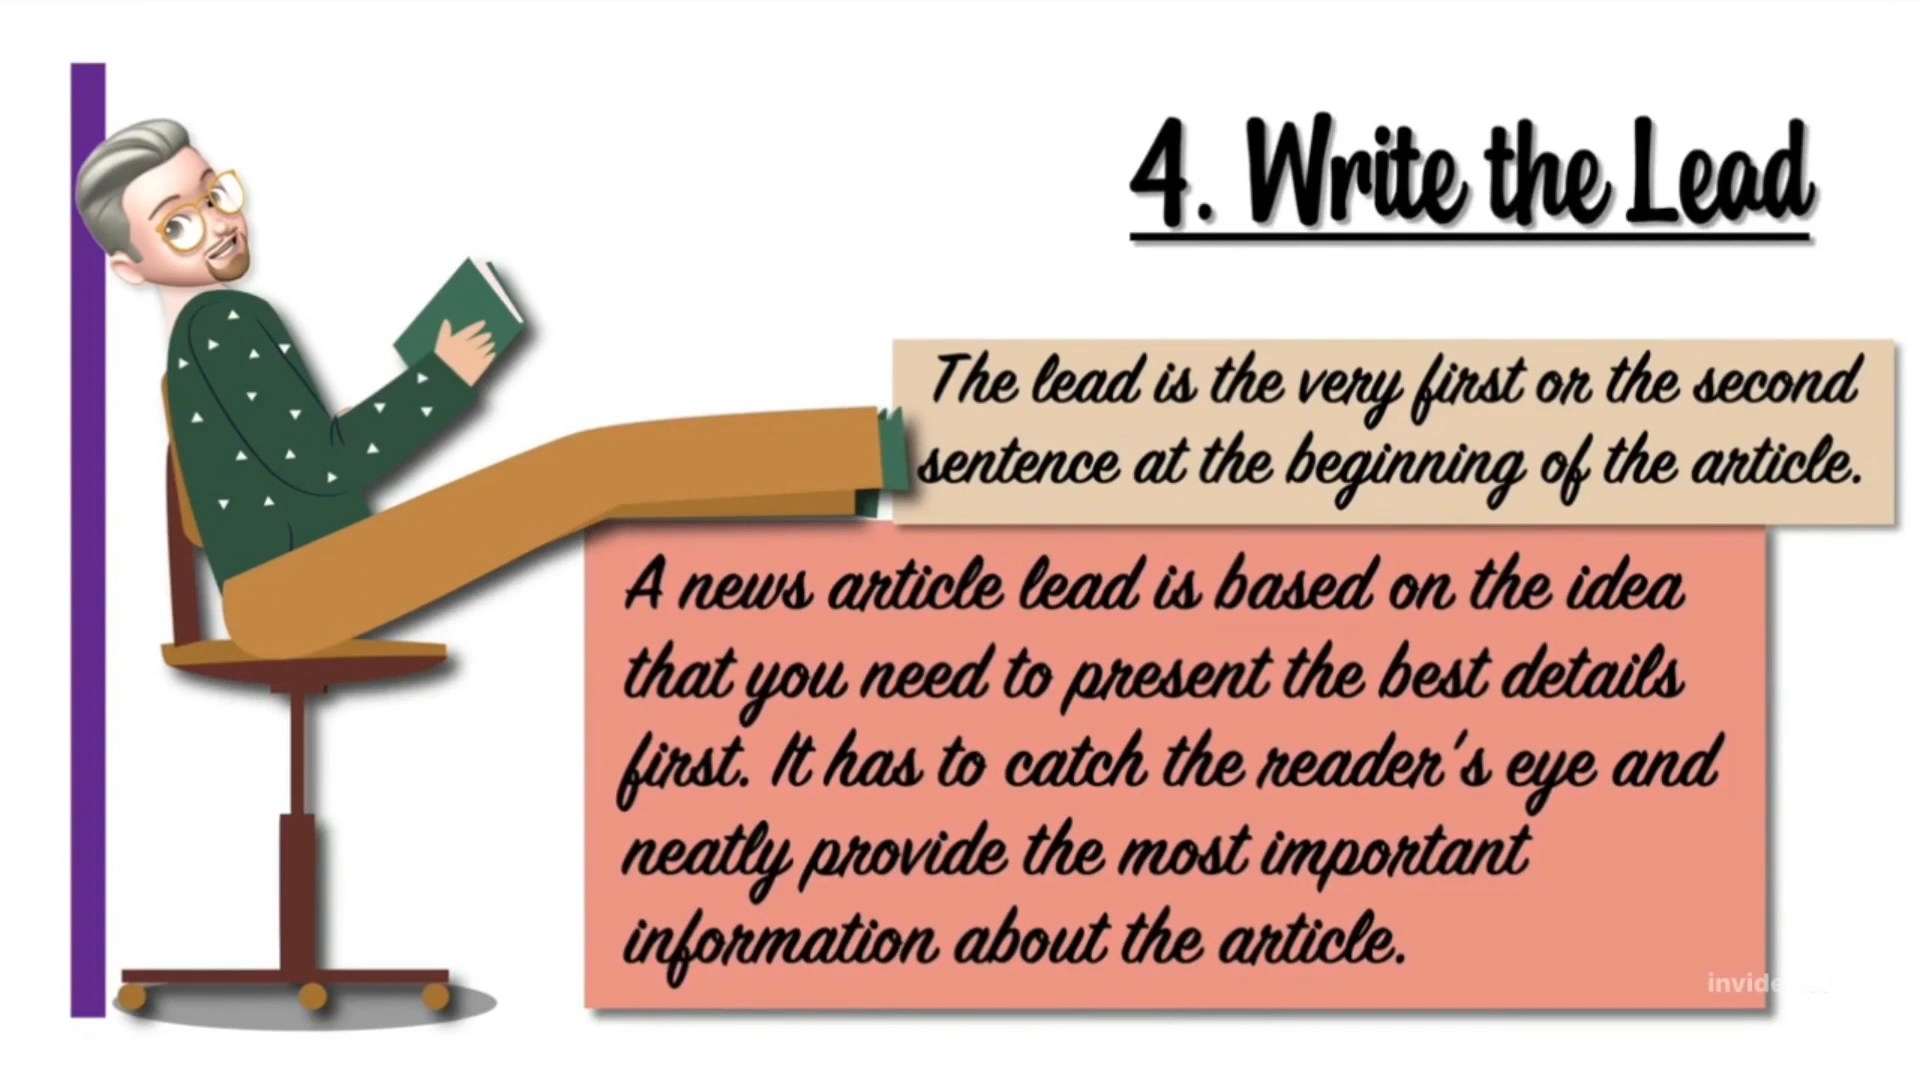 4. Write the Lead
The lead is the very first or the second
sentence at the beginning of the article.
A news article lead is based on the idea
that you need to present the best details
first. It has to catch the reader's eye and
neatly provide the most important
information about the article.